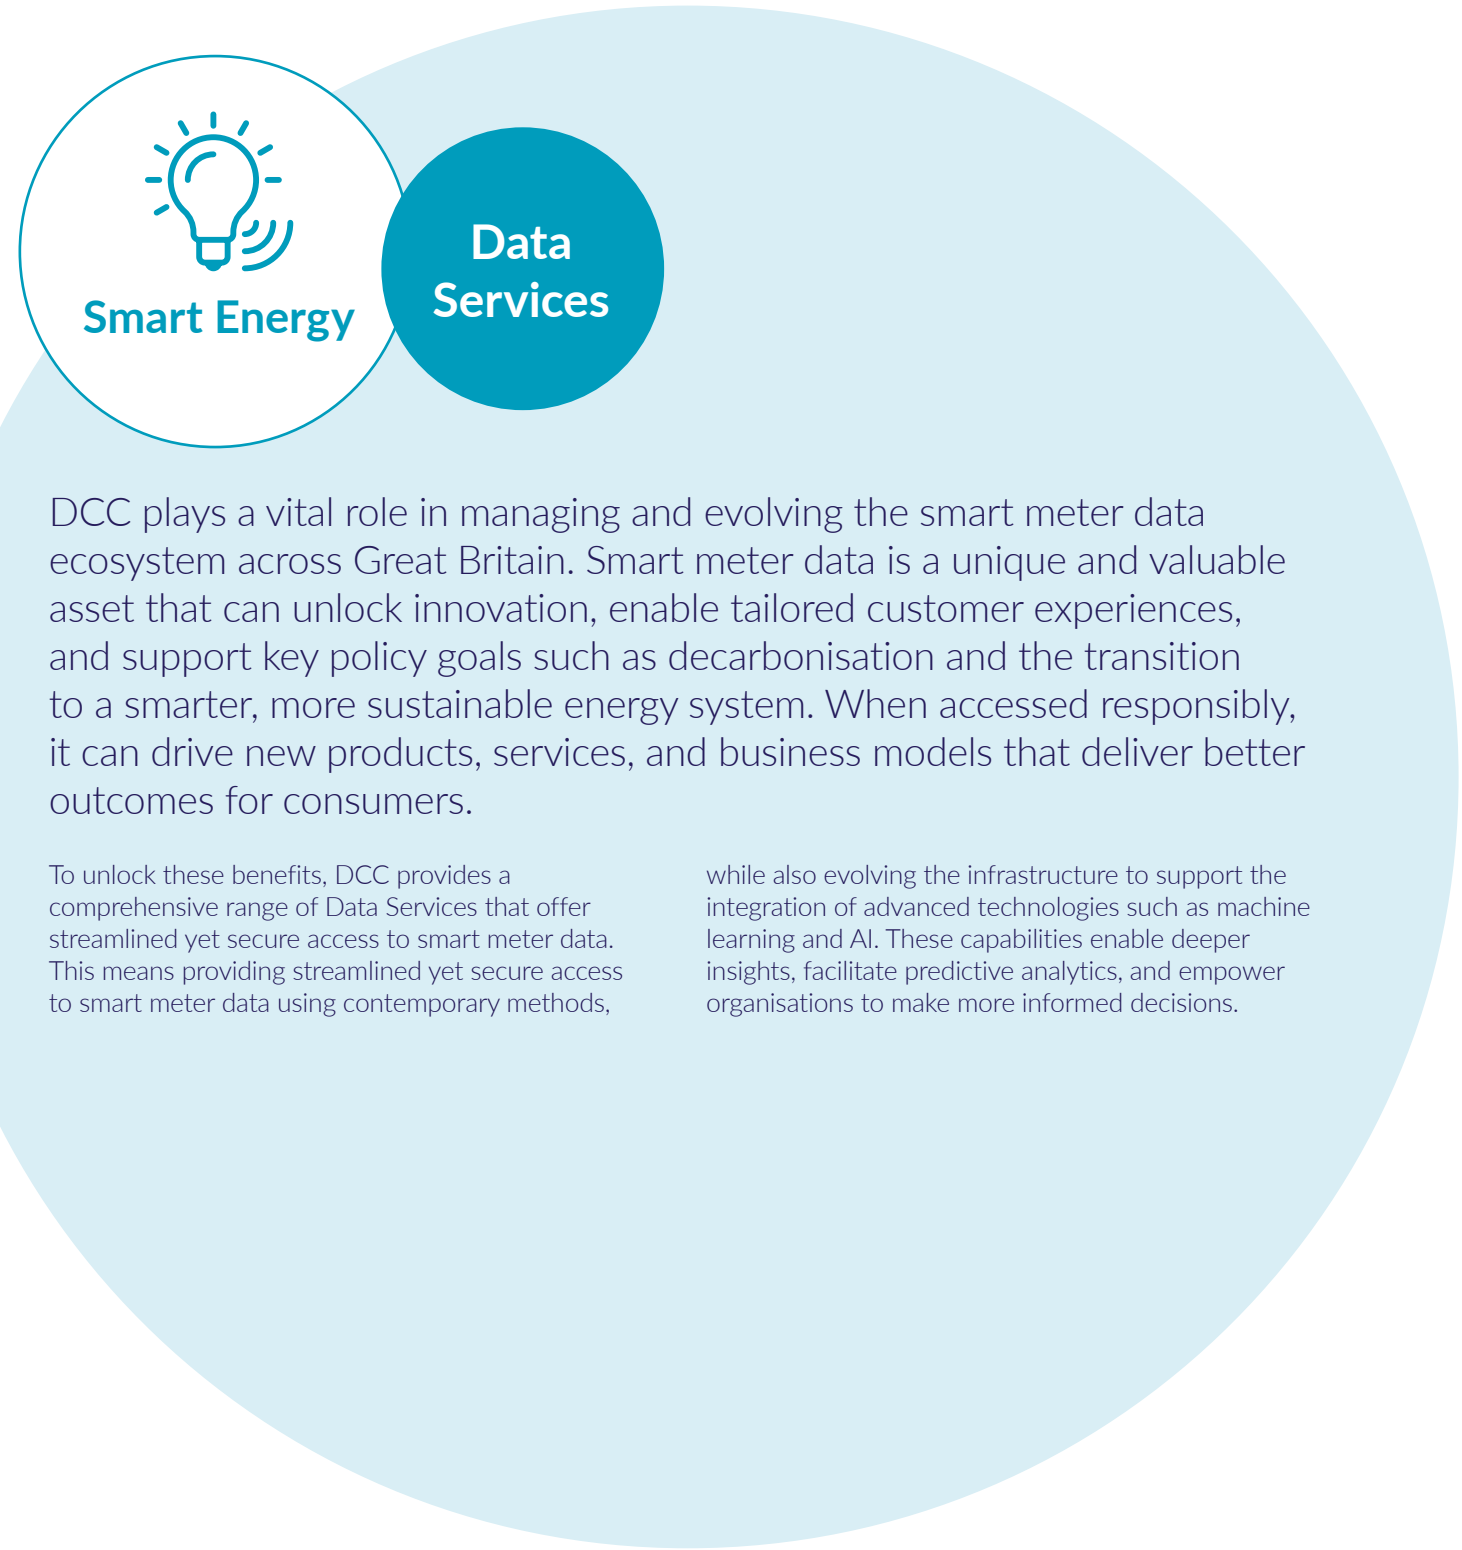 Smart Energy
Data
Services
DCC plays a vital role in managing and evolving the smart meter data
ecosystem across Great Britain. Smart meter data is a unique and valuable
asset that can unlock innovation, enable tailored customer experiences,
and support key policy goals such as decarbonisation and the transition
to a smarter, more sustainable energy system. When accessed responsibly,
it can drive new products, services, and business models that deliver better
outcomes for consumers.
To unlock these benefits, DCC provides a
comprehensive range of Data Services that offer
streamlined yet secure access to smart meter data.
This means providing streamlined yet secure access
to smart meter data using contemporary methods,
while also evolving the infrastructure to support the
integration of advanced technologies such as machine
learning and AI. These capabilities enable deeper
insights, facilitate predictive analytics, and empower
organisations to make more informed decisions.